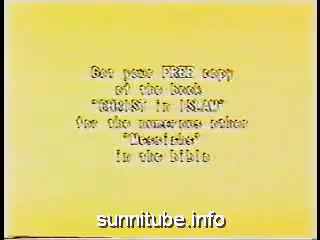 Get your FREE copy
of the book
"CHRIST in ISLAM"
for the numerous other
"Messiahs"
in the bible
sunnitube.info